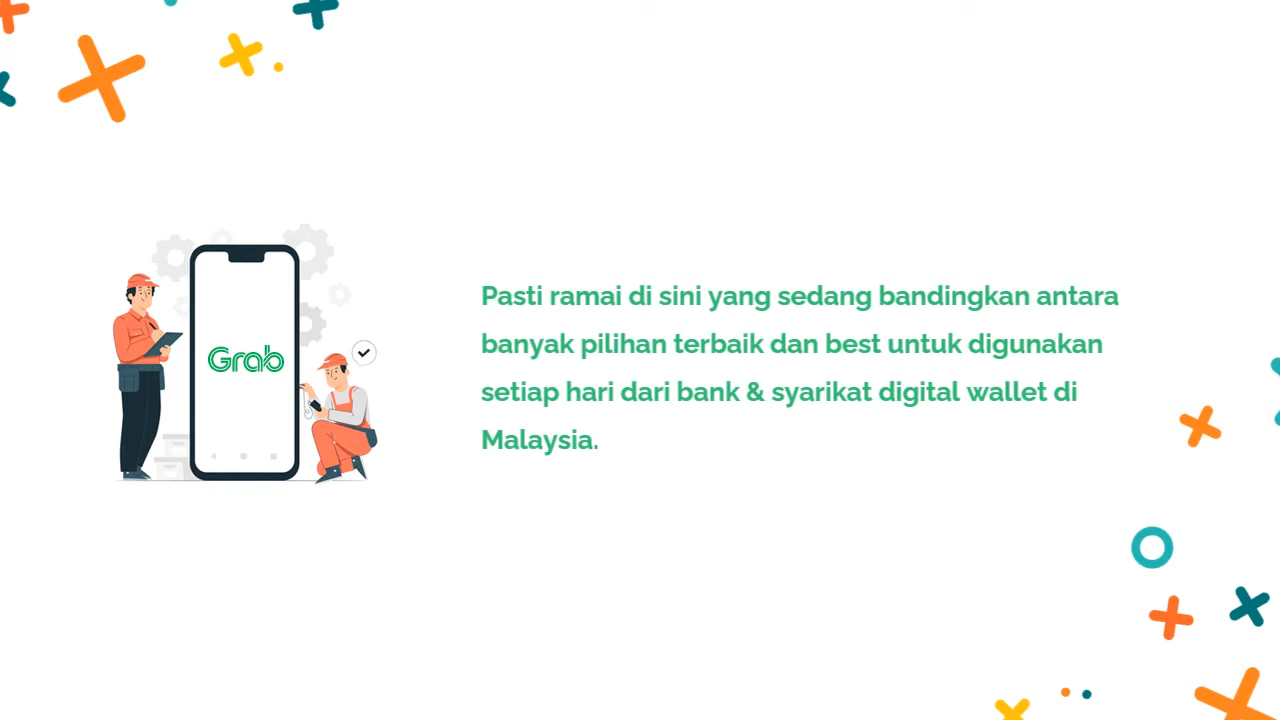 Grab
Pasti ramai di sini yang sedang bandingkan antara
banyak pilihan terbaik dan best untuk digunakan
setiap hari dari bank & syarikat digital wallet di
Malaysia.